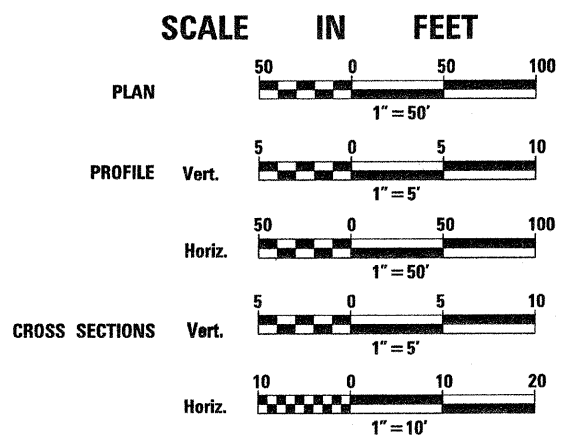 SCALE IN FEET
50 0 50 100
PLAN
1" = 50'
5 0 5 10
PROFILE Vert.
1" = 5'
50 0 50 100
Horiz.
1" = 50'
5 0 5 10
CROSS SECTIONS Vert.
1" = 5'
10 0 10 20
Horiz.
1" = 10'